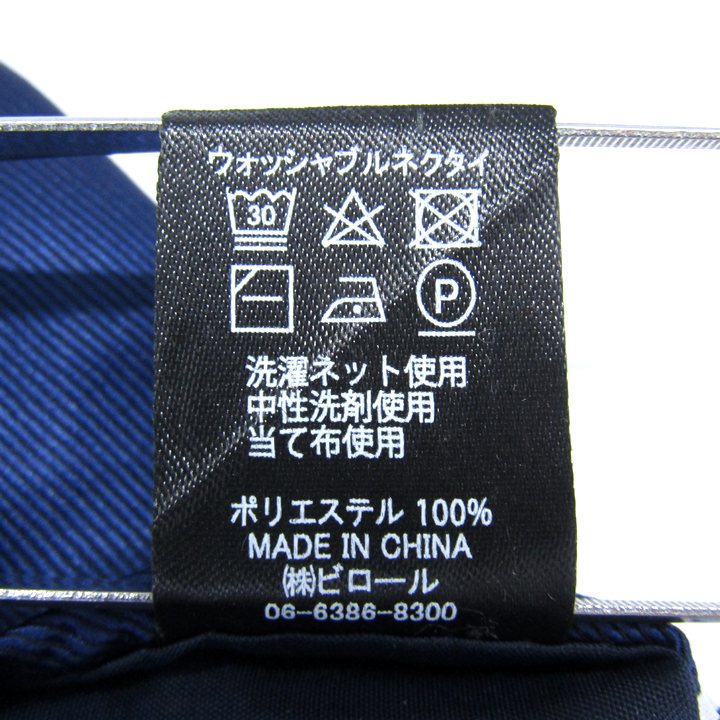 ウォッシャブルネクタイ
30
P
洗濯ネット使用
中性洗剤使用
当て布使用
ポリエステル 100%
MADE IN CHINA
㈱ビロール
06-6386-8300